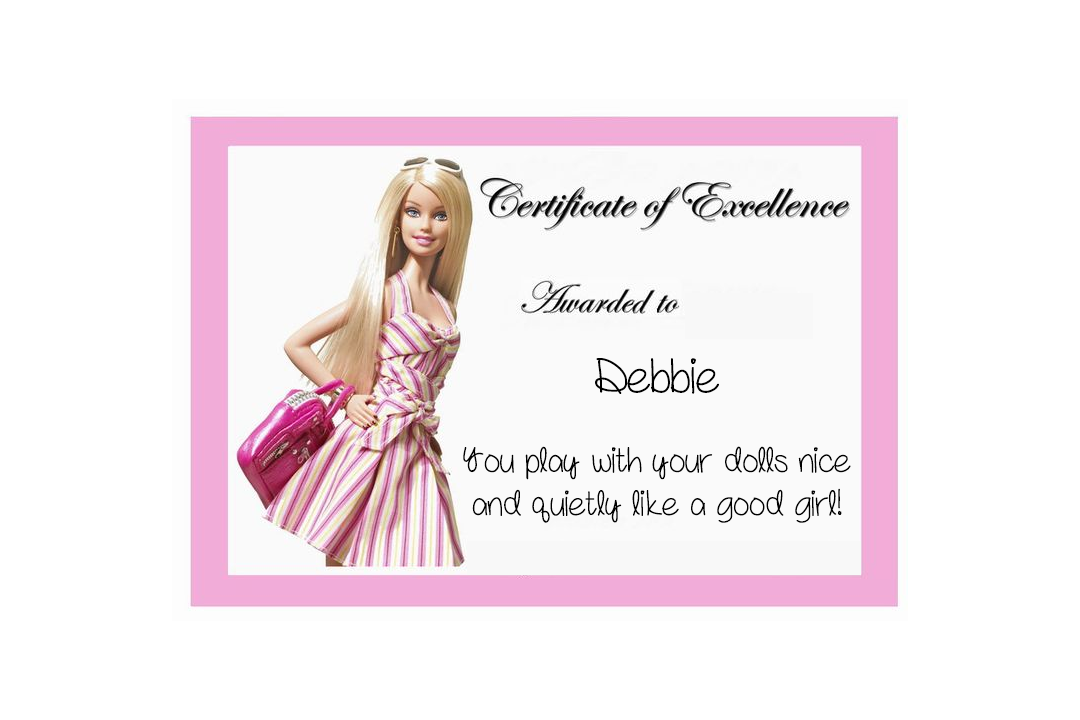 Certificate of Excellence
Awarded to
Debbie
You play with your dolls nice
and quietly like a good girl!